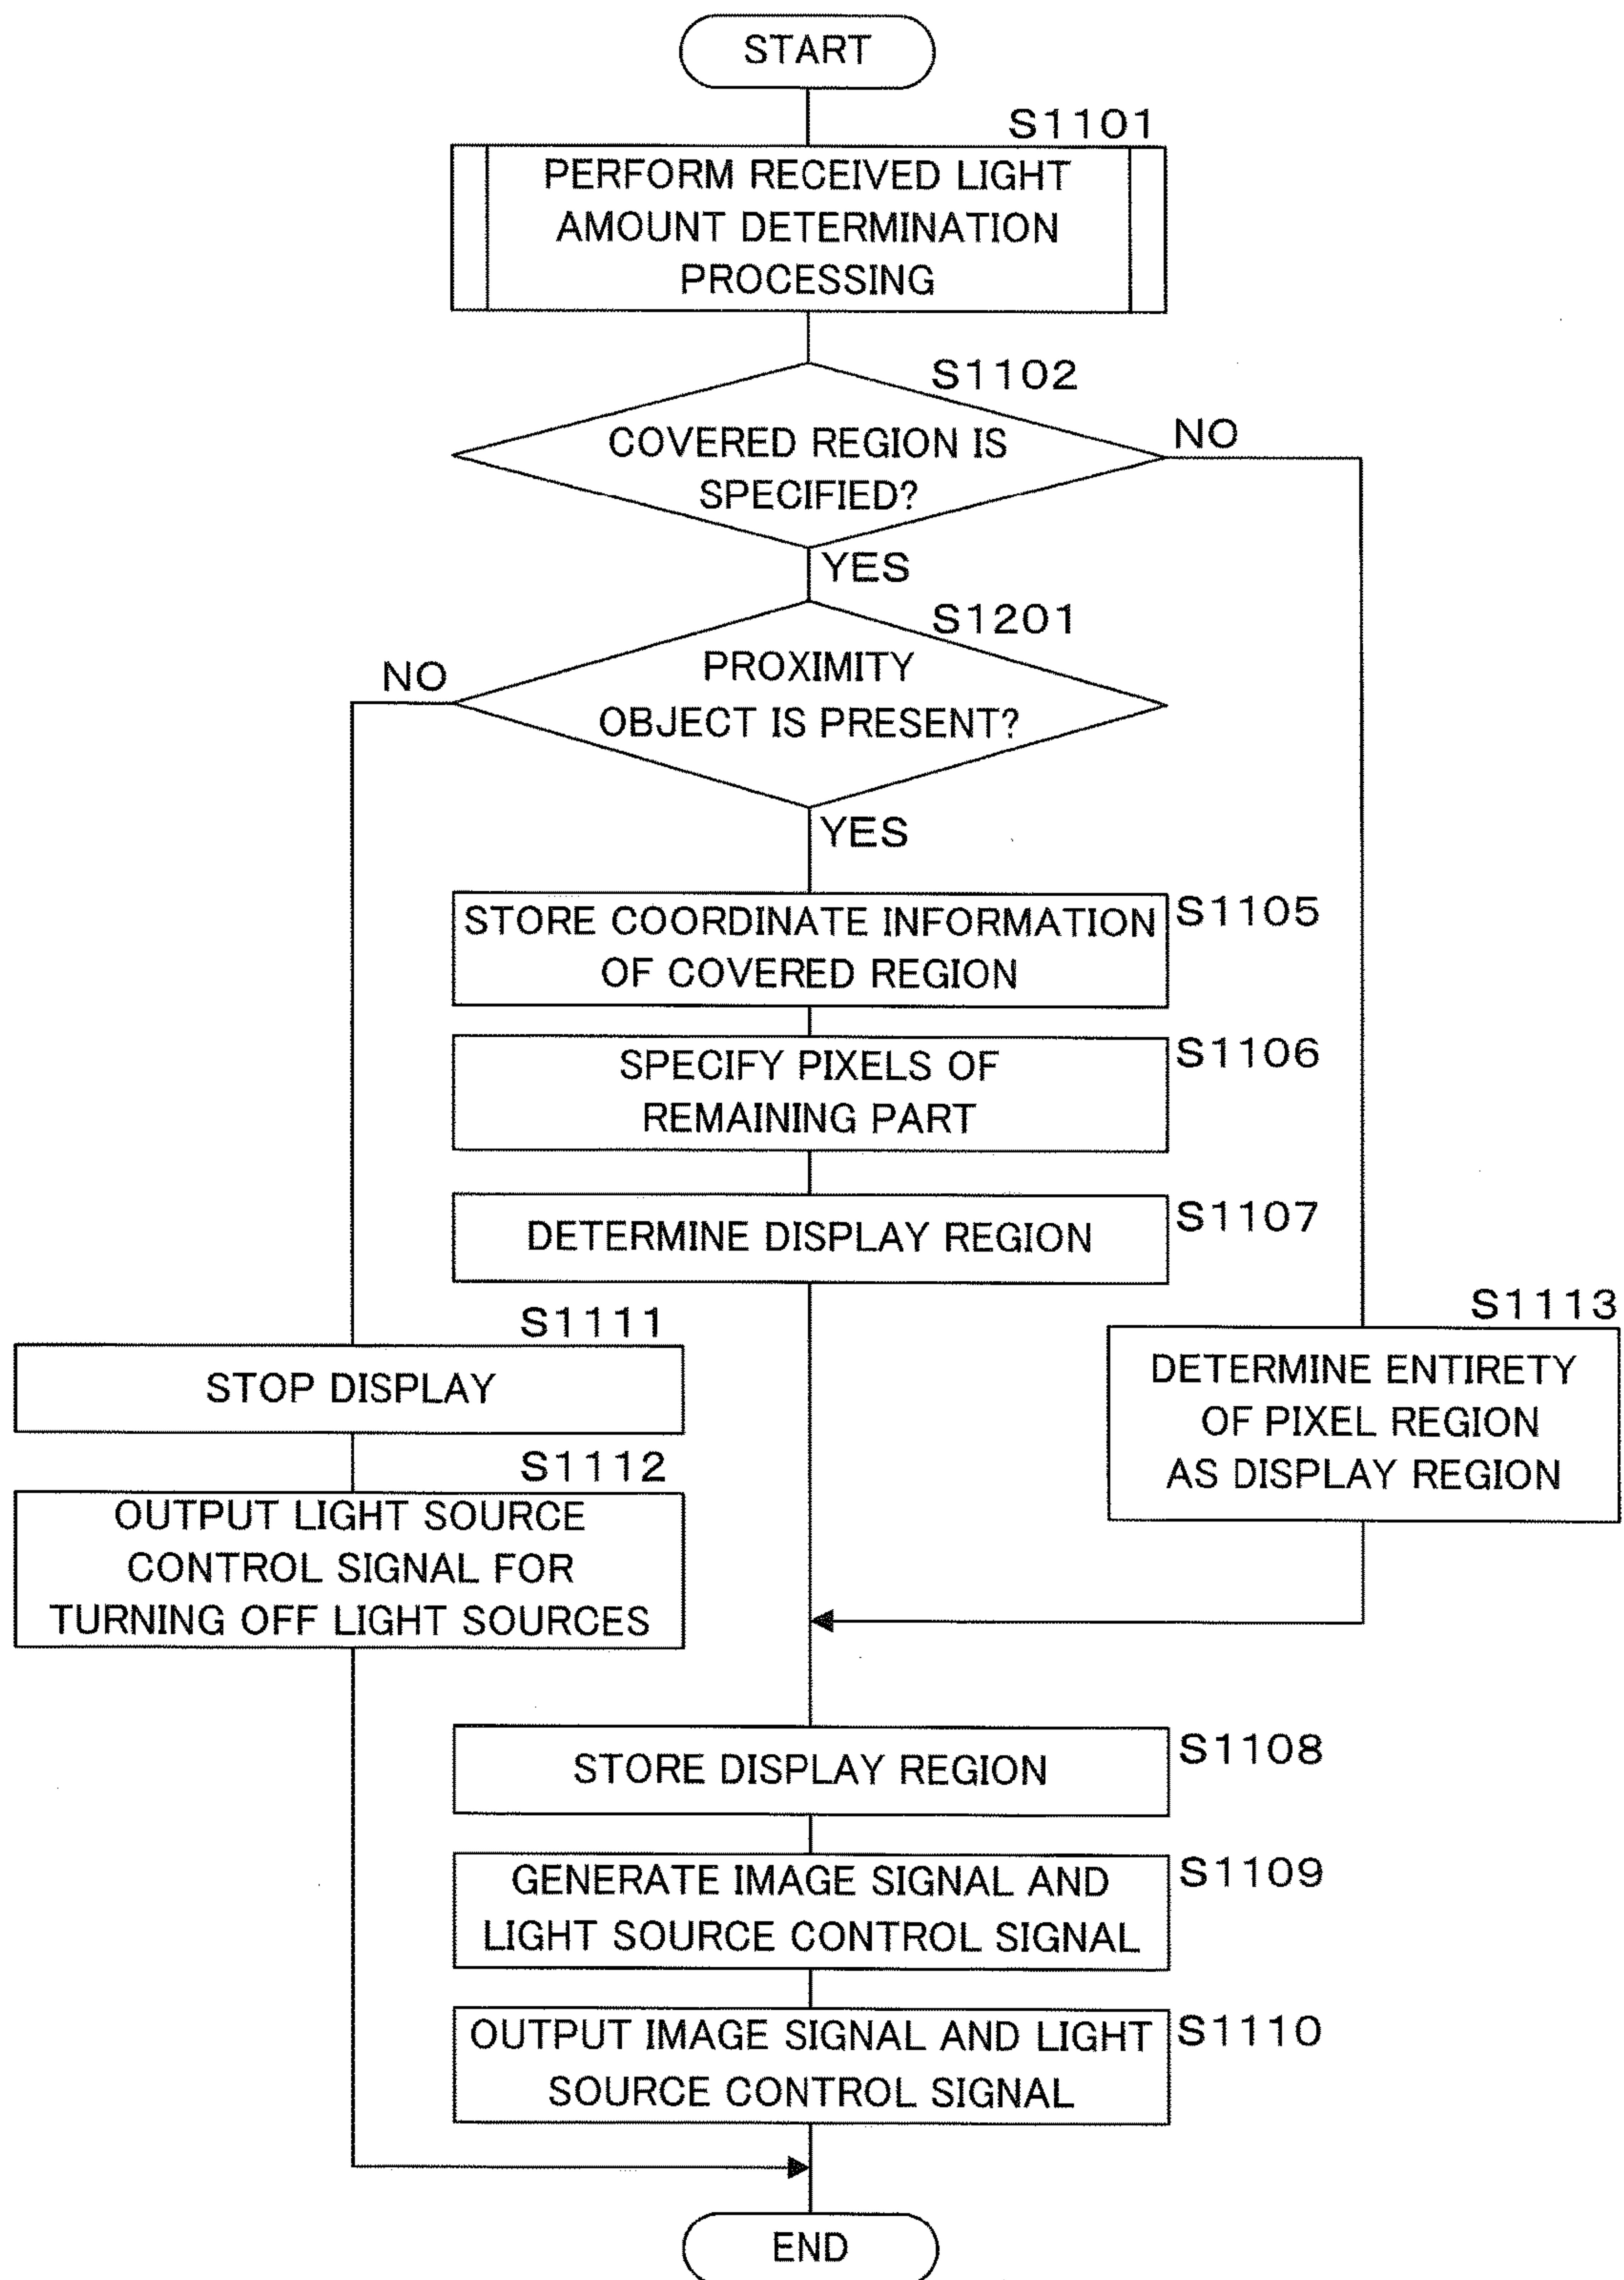 START
S1101
PERFORM RECEIVED LIGHT
AMOUNT DETERMINATION
PROCESSING
S1102
COVERED REGION IS
SPECIFIED?
NO
YES
S1201
PROXIMITY
OBJECT IS PRESENT?
NO
YES
STORE COORDINATE INFORMATION
OF COVERED REGION
S1105
SPECIFY PIXELS OF
REMAINING PART
S1106
DETERMINE DISPLAY REGION
S1107
S1111
STOP DISPLAY
S1112
OUTPUT LIGHT SOURCE
CONTROL SIGNAL FOR
TURNING OFF LIGHT SOURCES
S1113
DETERMINE ENTIRETY
OF PIXEL REGION
AS DISPLAY REGION
STORE DISPLAY REGION
S1108
GENERATE IMAGE SIGNAL AND
LIGHT SOURCE CONTROL SIGNAL
S1109
OUTPUT IMAGE SIGNAL AND LIGHT
SOURCE CONTROL SIGNAL
S1110
END